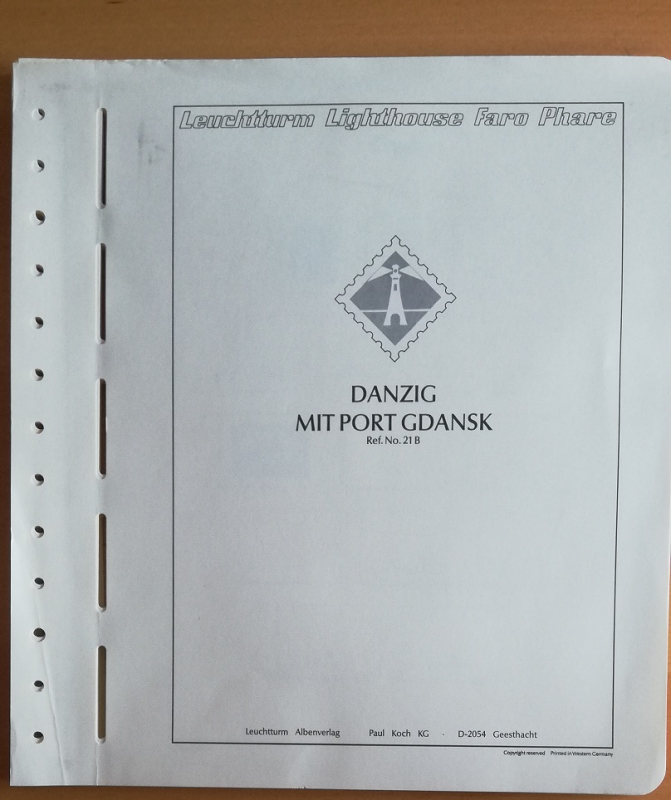 Leuchtturm Lighthouse Faro Phare
DANZIG
MIT PORT GDANSK
Ref. No. 21 B
Leuchtturm Albenverlag Paul Koch KG · D-2054 Geesthacht
Copyright reserved Printed in Western Germany